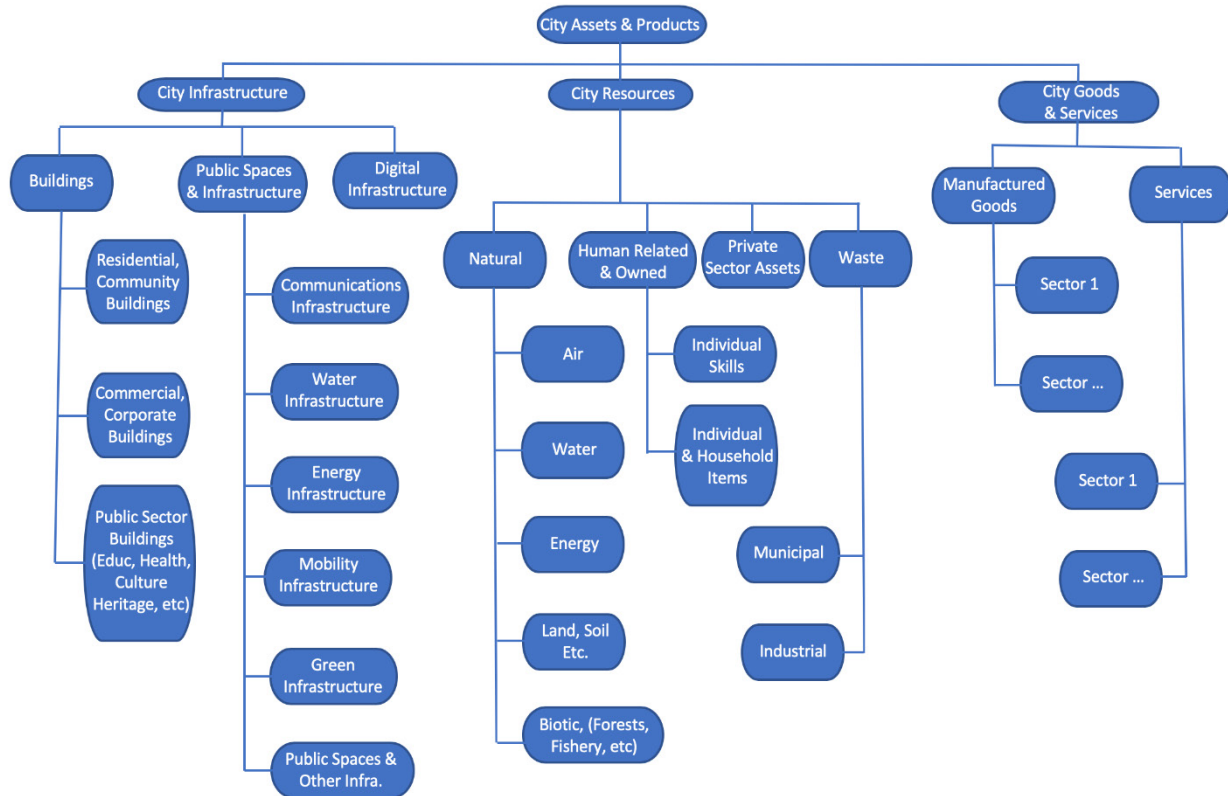 City Assets & Products
City Infrastructure
City Resources
City Goods
& Services
Buildings
Public Spaces
& Infrastructure
Digital
Infrastructure
Manufactured
Goods
Services
Natural
Human Related
& Owned
Private
Sector Assets
Waste
Residential,
Community
Buildings
Commercial,
Corporate
Buildings
Public Sector
Buildings
(Educ, Health,
Culture
Heritage, etc)
Communications
Infrastructure
Water
Infrastructure
Energy
Infrastructure
Mobility
Infrastructure
Green
Infrastructure
Public Spaces &
Other Infra.
Air
Water
Energy
Land, Soil
Etc.
Biotic, (Forests,
Fishery, etc)
Individual
Skills
Individual
& Household
Items
Municipal
Industrial
Sector 1
Sector ...
Sector 1
Sector ...